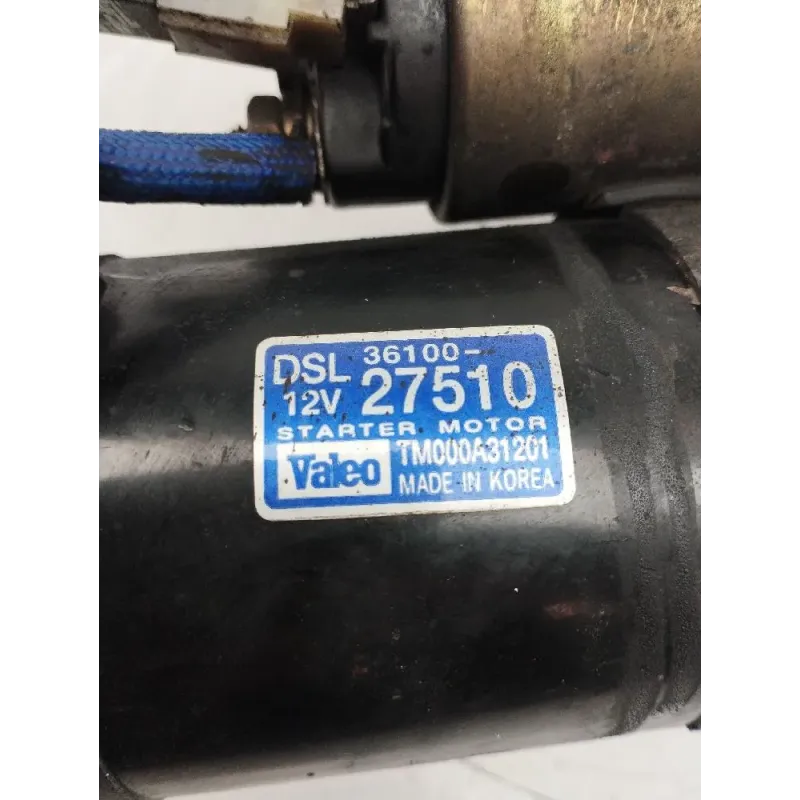 DSL 36100-
12V 27510
STARTER MOTOR
Valeo TM000A31201
MADE IN KOREA